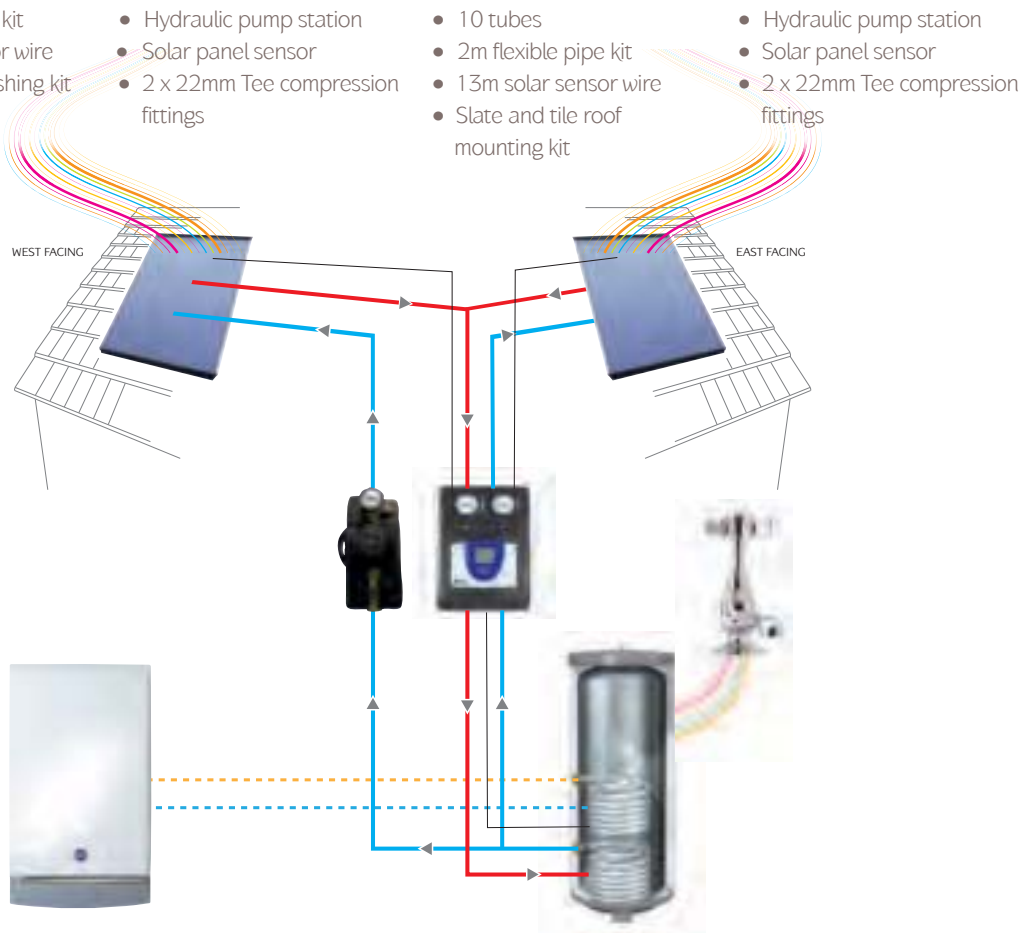 kit
wire
kit
• Hydraulic pump station
• Solar panel sensor
• 2 x 22mm Tee compression
fittings
• 10 tubes
• 2m flexible pipe kit
• 13m solar sensor wire
• Slate and tile roof
mounting kit
• Hydraulic pump station
• Solar panel sensor
• 2 x 22mm Tee compression
fittings
WEST FACING
EAST FACING